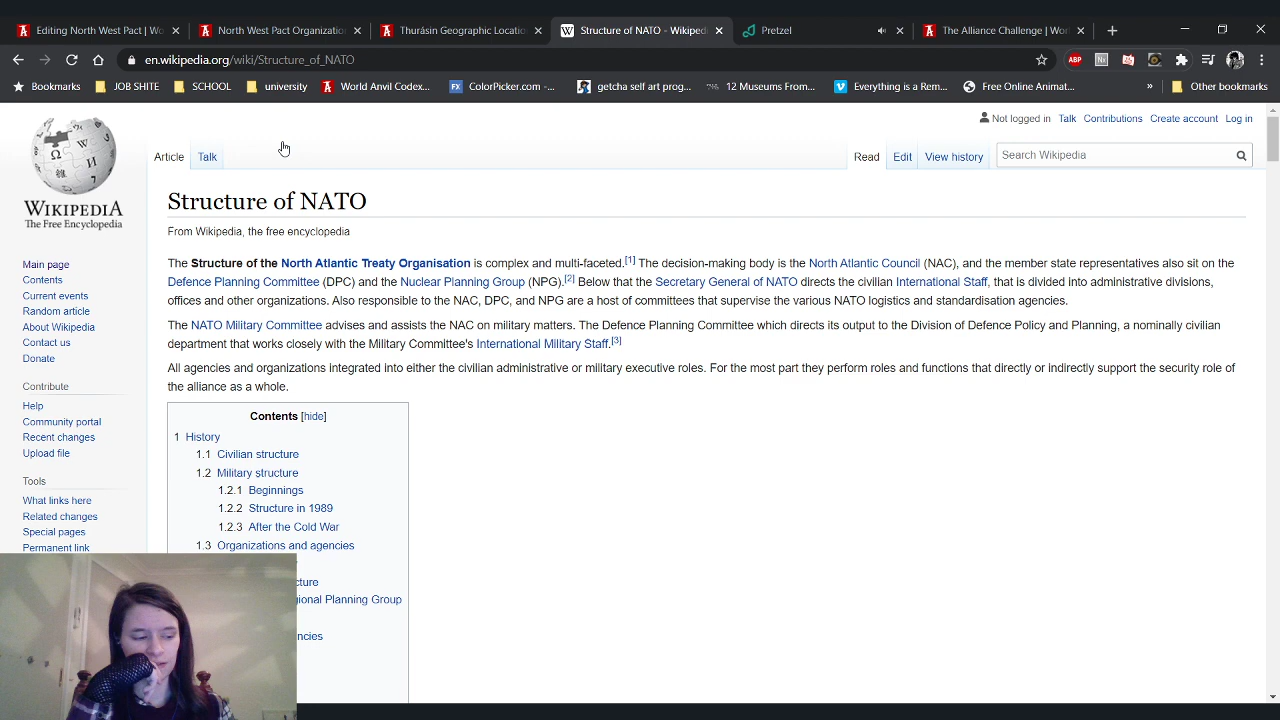 Editing North West Pact | Wo
North West Pact Organization
Thurásin Geographic Locatio
Structure of NATO - Wikiped
Pretzel
The Alliance Challenge | Wor
en.wikipedia.org/wiki/Structure_of_NATO
Bookmarks
JOB SHITE
SCHOOL
university
World Anvil Codex...
ColorPicker.com -...
getcha self art prog...
12 Museums From...
Everything is a Rem...
Free Online Animat...
»
Other bookmarks
Not logged in Talk Contributions Create account Log in
Article Talk
Read Edit View history
Search Wikipedia
WIKIPEDIA
The Free Encyclopedia
Main page
Contents
Current events
Random article
About Wikipedia
Contact us
Donate
Contribute
Help
Community portal
Recent changes
Upload file
Tools
What links here
Related changes
Special pages
Permanent link
Structure of NATO
From Wikipedia, the free encyclopedia
The Structure of the North Atlantic Treaty Organisation is complex and multi-faceted.[1] The decision-making body is the North Atlantic Council (NAC), and the member state representatives also sit on the
Defence Planning Committee (DPC) and the Nuclear Planning Group (NPG).[2] Below that the Secretary General of NATO directs the civilian International Staff, that is divided into administrative divisions,
offices and other organizations. Also responsible to the NAC, DPC, and NPG are a host of committees that supervise the various NATO logistics and standardisation agencies.
The NATO Military Committee advises and assists the NAC on military matters. The Defence Planning Committee which directs its output to the Division of Defence Policy and Planning, a nominally civilian
department that works closely with the Military Committee's International Military Staff.[3]
All agencies and organizations integrated into either the civilian administrative or military executive roles. For the most part they perform roles and functions that directly or indirectly support the security role of
the alliance as a whole.
Contents [hide]
1 History
1.1 Civilian structure
1.2 Military structure
1.2.1 Beginnings
1.2.2 Structure in 1989
1.2.3 After the Cold War
1.3 Organizations and agencies
cture
ional Planning Group
ncies